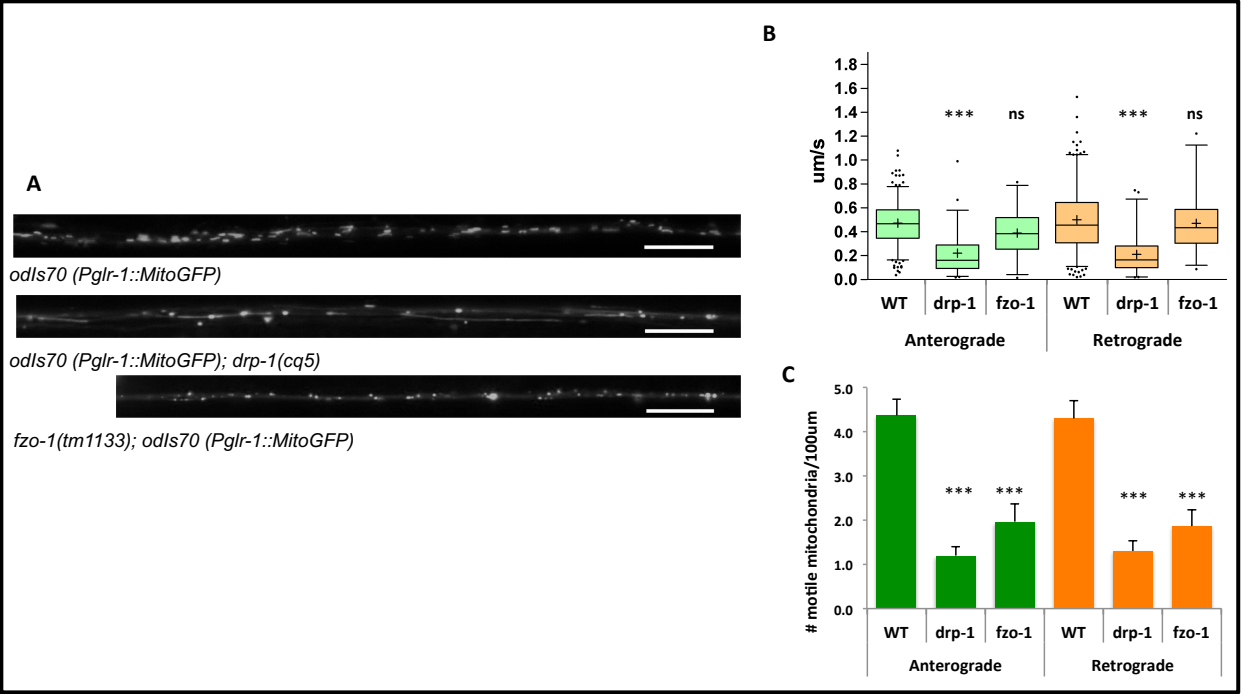 A
odIs70 (Pglr-1::MitoGFP)
odIs70 (Pglr-1::MitoGFP); drp-1(cq5)
fzo-1(tm1133); odIs70 (Pglr-1::MitoGFP)
B
um/s
1.8
1.6
1.4
1.2
1.0
0.8
0.6
0.4
0.2
0.0
*** ns *** ns
WT drp-1 fzo-1 WT drp-1 fzo-1
Anterograde Retrograde
C
# motile mitochondria/100um
5.0
4.0
3.0
2.0
1.0
0.0
*** *** *** ***
WT drp-1 fzo-1 WT drp-1 fzo-1
Anterograde Retrograde